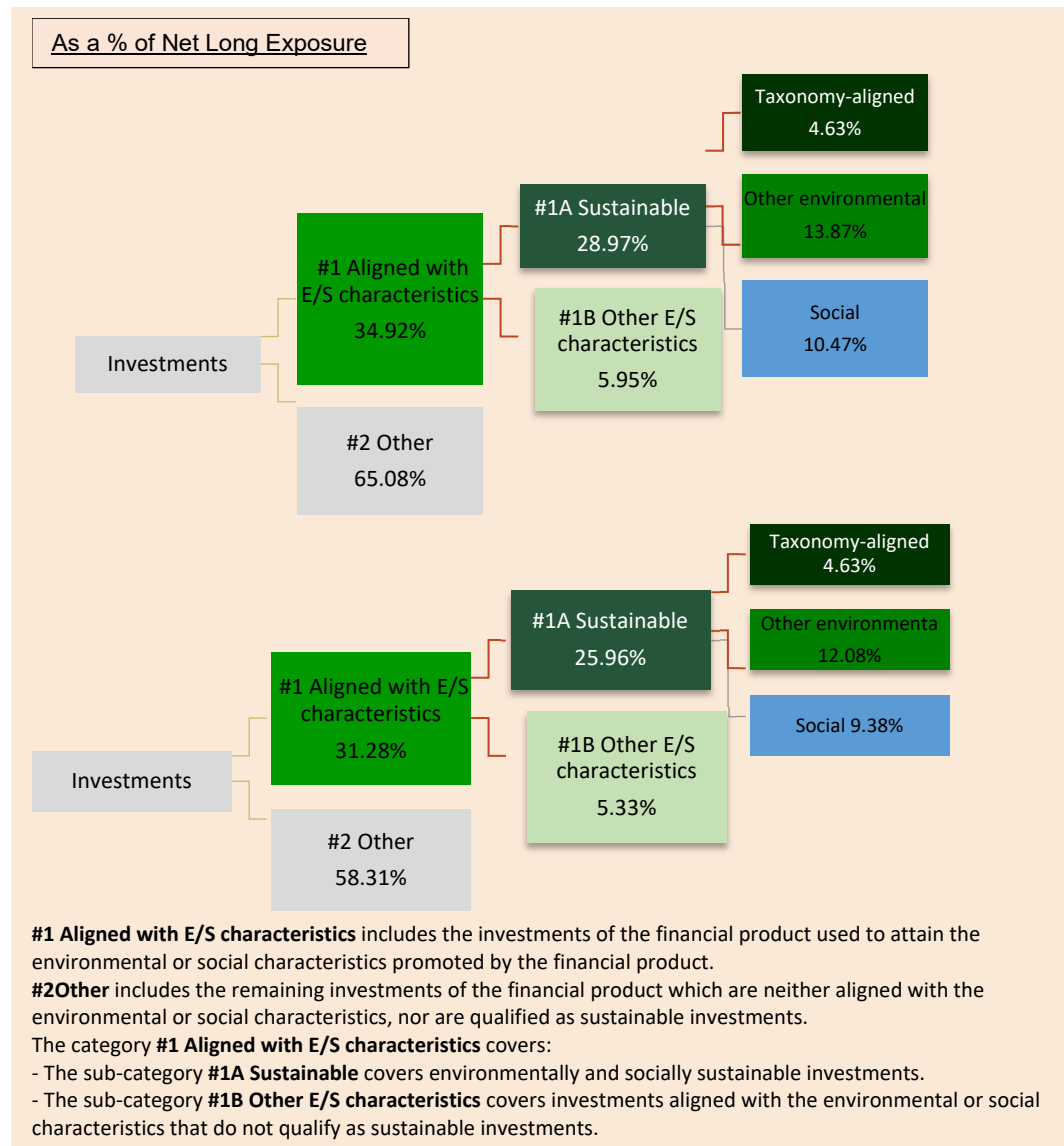 As a % of Net Long Exposure
Taxonomy-aligned
4.63%
Other environmental
13.87%
Social
10.47%
#1A Sustainable
28.97%
#1B Other E/S
characteristics
5.95%
#1 Aligned with
E/S characteristics
34.92%
Investments
#2 Other
65.08%
Taxonomy-aligned
4.63%
Other environmenta
12.08%
Social 9.38%
#1A Sustainable
25.96%
#1B Other E/S
characteristics
5.33%
#1 Aligned with E/S
characteristics
31.28%
Investments
#2 Other
58.31%
#1 Aligned with E/S characteristics includes the investments of the financial product used to attain the
environmental or social characteristics promoted by the financial product.
#2Other includes the remaining investments of the financial product which are neither aligned with the
environmental or social characteristics, nor are qualified as sustainable investments.
The category #1 Aligned with E/S characteristics covers:
- The sub-category #1A Sustainable covers environmentally and socially sustainable investments.
- The sub-category #1B Other E/S characteristics covers investments aligned with the environmental or social
characteristics that do not qualify as sustainable investments.